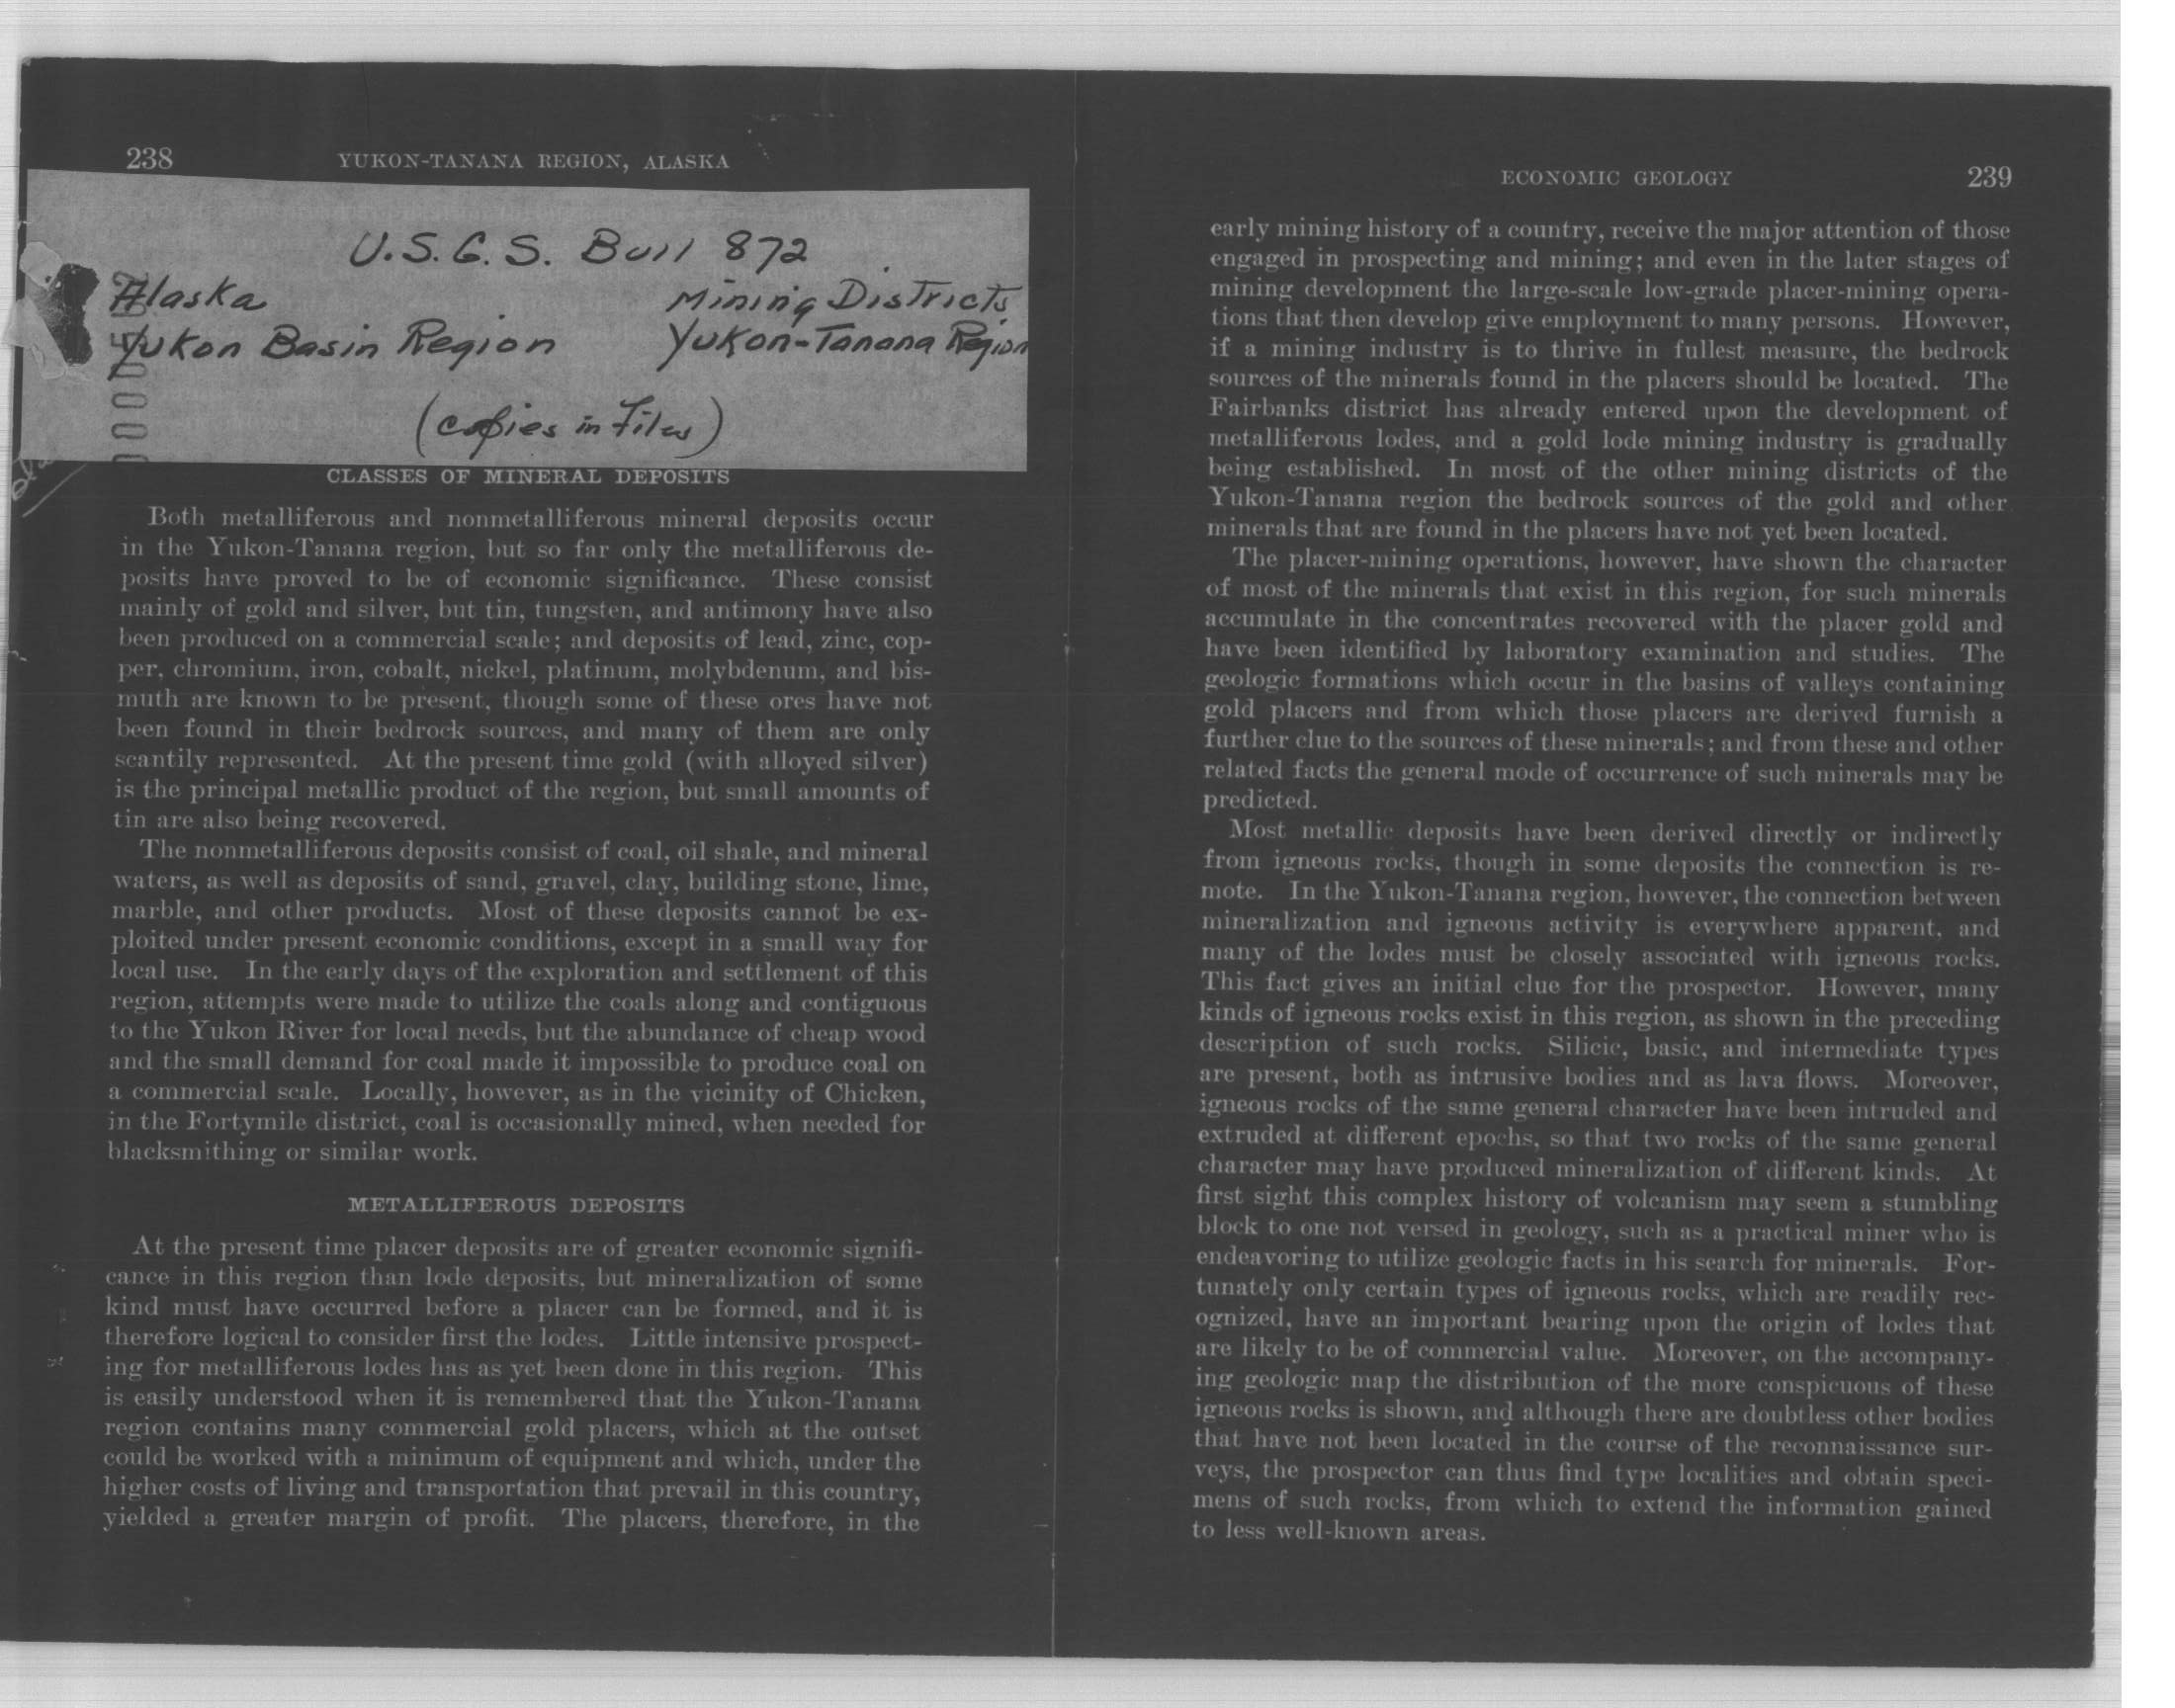 238
YUKON-TANANA REGION, ALASKA
U.S.G.S. Bull 872
Alaska
Mining Districts
Yukon Basin Region
Yukon-Tanana Region
(copies in files)
CLASSES OF MINERAL DEPOSITS
Both metalliferous and nonmetalliferous mineral deposits occur
in the Yukon-Tanana region, but so far only the metalliferous de-
posits have proved to be of economic significance. These consist
mainly of gold and silver, but tin, tungsten, and antimony have also
been produced on a commercial scale; and deposits of lead, zinc, cop-
per, chromium, iron, cobalt, nickel, platinum, molybdenum, and bis-
muth are known to be present, though some of these ores have not
been found in their bedrock sources, and many of them are only
scantily represented. At the present time gold (with alloyed silver)
is the principal metallic product of the region, but small amounts of
tin are also being recovered.
The nonmetalliferous deposits consist of coal, oil shale, and mineral
waters, as well as deposits of sand, gravel, clay, building stone, lime,
marble, and other products. Most of these deposits cannot be ex-
ploited under present economic conditions, except in a small way for
local use. In the early days of the exploration and settlement of this
region, attempts were made to utilize the coals along and contiguous
to the Yukon River for local needs, but the abundance of cheap wood
and the small demand for coal made it impossible to produce coal on
a commercial scale. Locally, however, as in the vicinity of Chicken,
in the Fortymile district, coal is occasionally mined, when needed for
blacksmithing or similar work.
METALLIFEROUS DEPOSITS
At the present time placer deposits are of greater economic signifi-
cance in this region than lode deposits, but mineralization of some
kind must have occurred before a placer can be formed, and it is
therefore logical to consider first the lodes. Little intensive prospect-
ing for metalliferous lodes has as yet been done in this region. This
is easily understood when it is remembered that the Yukon-Tanana
region contains many commercial gold placers, which at the outset
could be worked with a minimum of equipment and which, under the
higher costs of living and transportation that prevail in this country,
yielded a greater margin of profit. The placers, therefore, in the
ECONOMIC GEOLOGY
239
early mining history of a country, receive the major attention of those
engaged in prospecting and mining; and even in the later stages of
mining development the large-scale low-grade placer-mining opera-
tions that then develop give employment to many persons. However,
if a mining industry is to thrive in fullest measure, the bedrock
sources of the minerals found in the placers should be located. The
Fairbanks district has already entered upon the development of
metalliferous lodes, and a gold lode mining industry is gradually
being established. In most of the other mining districts of the
Yukon-Tanana region the bedrock sources of the gold and other
minerals that are found in the placers have not yet been located.
The placer-mining operations, however, have shown the character
of most of the minerals that exist in this region, for such minerals
accumulate in the concentrates recovered with the placer gold and
have been identified by laboratory examination and studies. The
geologic formations which occur in the basins of valleys containing
gold placers and from which those placers are derived furnish a
further clue to the sources of these minerals; and from these and other
related facts the general mode of occurrence of such minerals may be
predicted.
Most metallic deposits have been derived directly or indirectly
from igneous rocks, though in some deposits the connection is re-
mote. In the Yukon-Tanana region, however, the connection between
mineralization and igneous activity is everywhere apparent, and
many of the lodes must be closely associated with igneous rocks.
This fact gives an initial clue for the prospector. However, many
kinds of igneous rocks exist in this region, as shown in the preceding
description of such rocks. Silicic, basic, and intermediate types
are present, both as intrusive bodies and as lava flows. Moreover,
igneous rocks of the same general character have been intruded and
extruded at different epochs, so that two rocks of the same general
character may have produced mineralization of different kinds. At
first sight this complex history of volcanism may seem a stumbling
block to one not versed in geology, such as a practical miner who is
endeavoring to utilize geologic facts in his search for minerals. For-
tunately only certain types of igneous rocks, which are readily rec-
ognized, have an important bearing upon the origin of lodes that
are likely to be of commercial value. Moreover, on the accompany-
ing geologic map the distribution of the more conspicuous of these
igneous rocks is shown, and although there are doubtless other bodies
that have not been located in the course of the reconnaissance sur-
veys, the prospector can thus find type localities and obtain speci-
mens of such rocks, from which to extend the information gained
to less well-known areas.